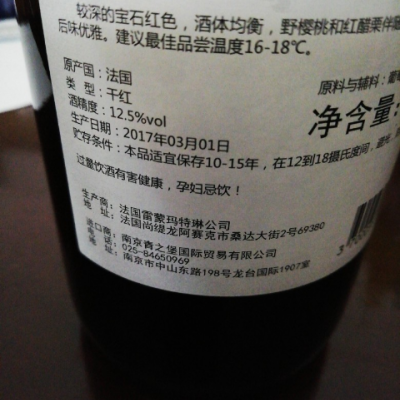 较深的宝石红色，酒体均衡，野樱桃和红醋栗伴
后味优雅。建议最佳品尝温度16-18℃。
原产国：法国
原料与辅料：葡
类 型：干红
酒精度：12.5%vol
净含量：
生产日期：2017年03月01日
贮存条件：本品适宜保存10-15年，在12到18摄氏度间，避光，
过量饮酒有害健康，孕妇忌饮！
生产商：法国雷蒙玛特琳公司
地 址：法国尚缇龙阿赛克市桑达大街2号69380
进口商：南京青之堡国际贸易有限公司
电 话：025-84650969
地 址：南京市中山东路198号龙台国际1907室